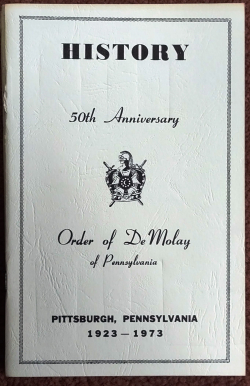 HISTORY
50th Anniversary
Order of DeMolay
of Pennsylvania
PITTSBURGH, PENNSYLVANIA
1923 — 1973